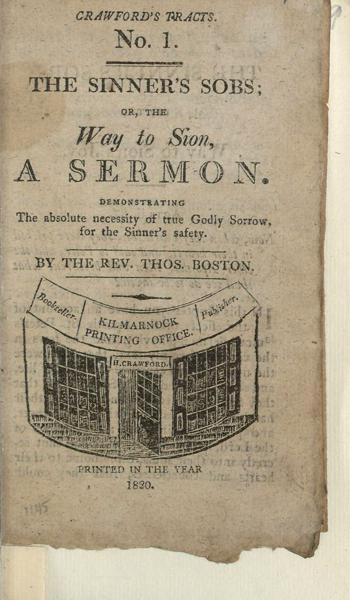 CRAWFORD'S TRACTS.
No. 1.
THE SINNER'S SOBS;
OR, THE
Way to Sion,
A SERMON.
DEMONSTRATING
The absolute necessity of true Godly Sorrow,
for the Sinner's safety.
BY THE REV. THOS. BOSTON.
Bookseller.
KILMARNOCK
PRINTING OFFICE.
Publisher.
H. CRAWFORD.
PRINTED IN THE YEAR
1820.